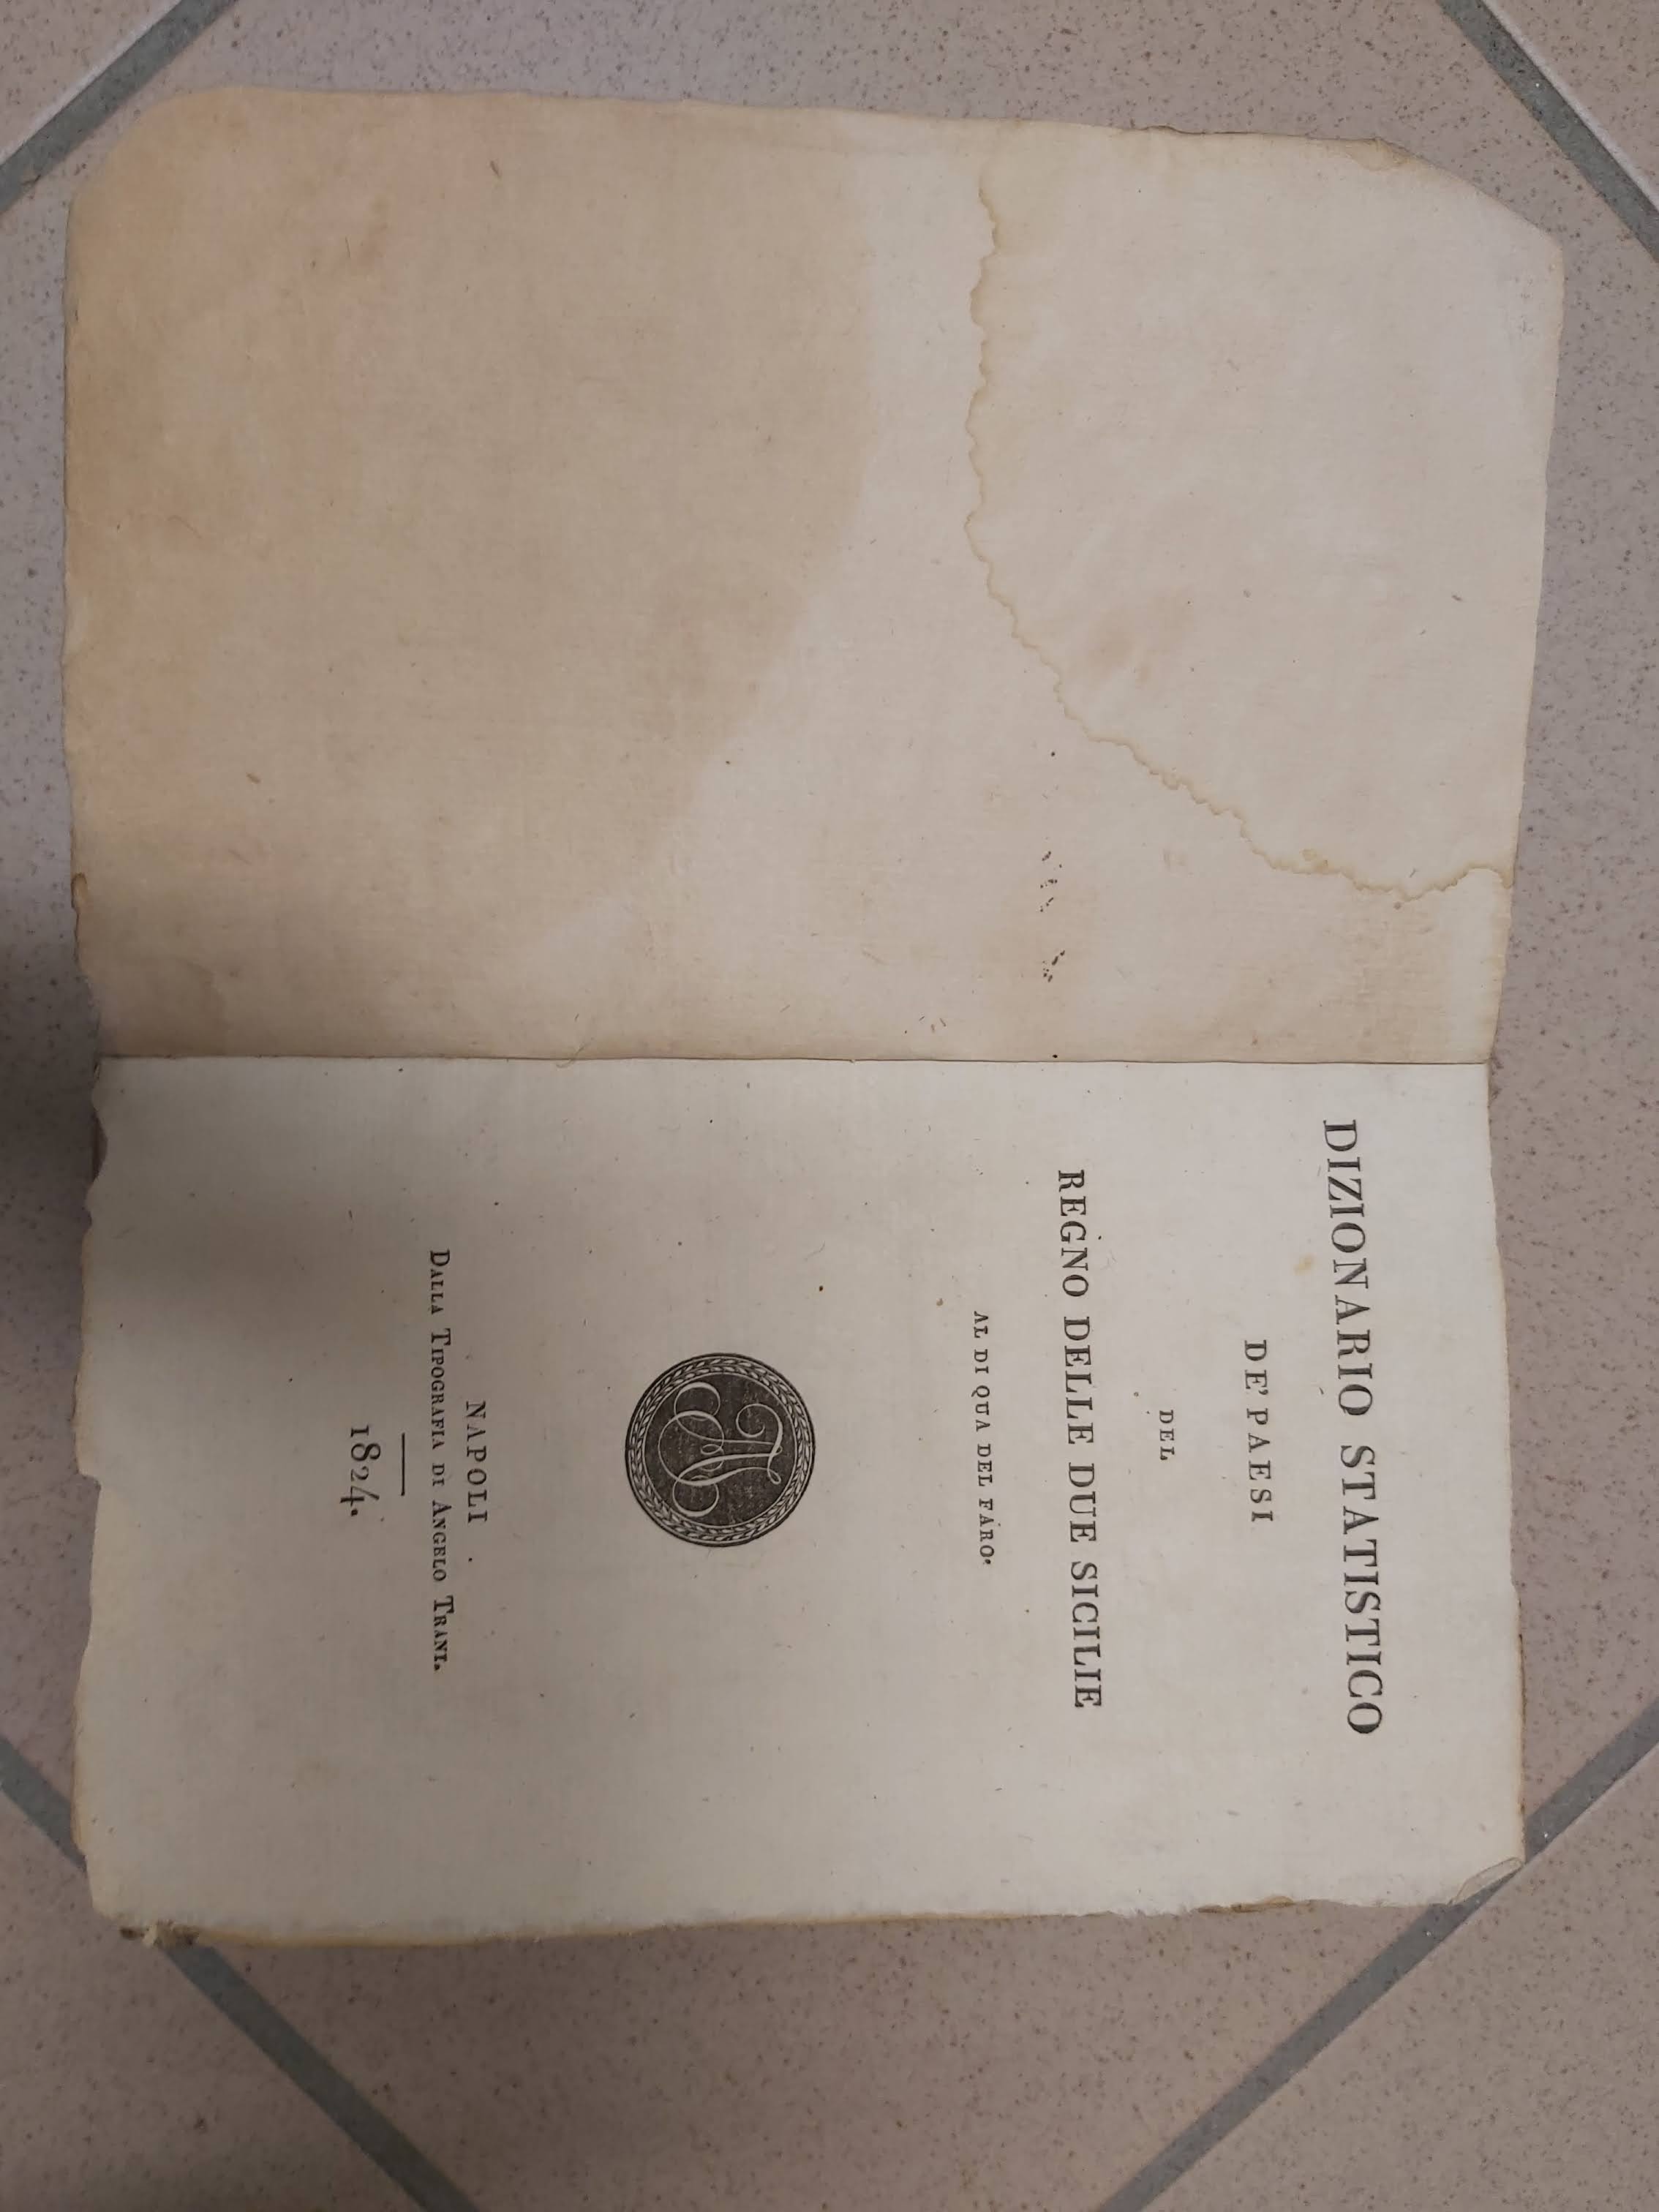 DIZIONARIO STATISTICO
DE' PAESI
DEL
REGNO DELLE DUE SICILIE
AL DI QUA DEL FARO.
NAPOLI
DALLA TIPOGRAFIA DI ANGELO TRANI.
1824.